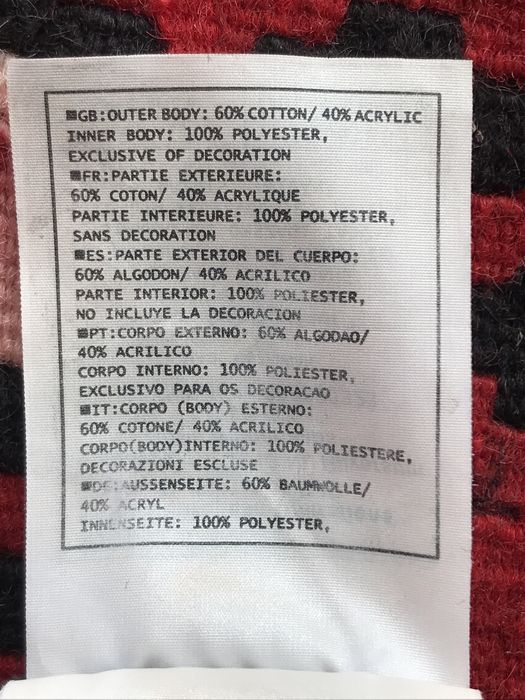 ■GB:OUTER BODY: 60% COTTON/ 40% ACRYLIC
INNER BODY: 100% POLYESTER,
EXCLUSIVE OF DECORATION
■FR:PARTIE EXTERIEURE:
60% COTON/ 40% ACRYLIQUE
PARTIE INTERIEURE: 100% POLYESTER,
SANS DECORATION
■ES:PARTE EXTERIOR DEL CUERPO:
60% ALGODON/ 40% ACRILICO
PARTE INTERIOR: 100% POLIESTER,
NO INCLUYE LA DECORACION
■PT:CORPO EXTERNO: 60% ALGODAO/
40% ACRILICO
CORPO INTERNO: 100% POLIESTER,
EXCLUSIVO PARA OS DECORACAO
■IT:CORPO (BODY) ESTERNO:
60% COTONE/ 40% ACRILICO
CORPO(BODY)INTERNO: 100% POLIESTERE,
DECORAZIONI ESCLUSE
■DE:AUSSENSEITE: 60% BAUMWOLLE/
40% ACRYL
INNENSEITE: 100% POLYESTER,